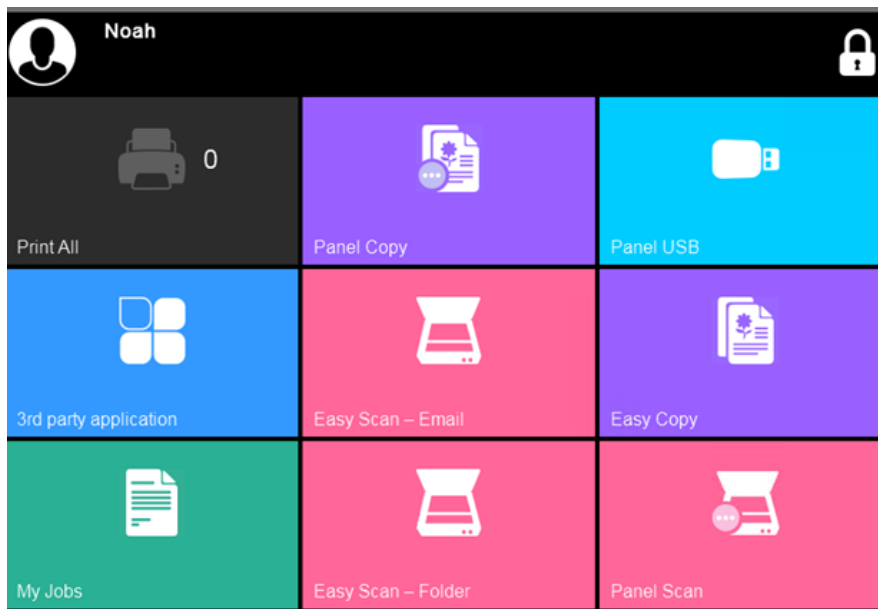 Noah
0
Print All
Panel Copy
Panel USB
3rd party application
Easy Scan – Email
Easy Copy
My Jobs
Easy Scan – Folder
Panel Scan